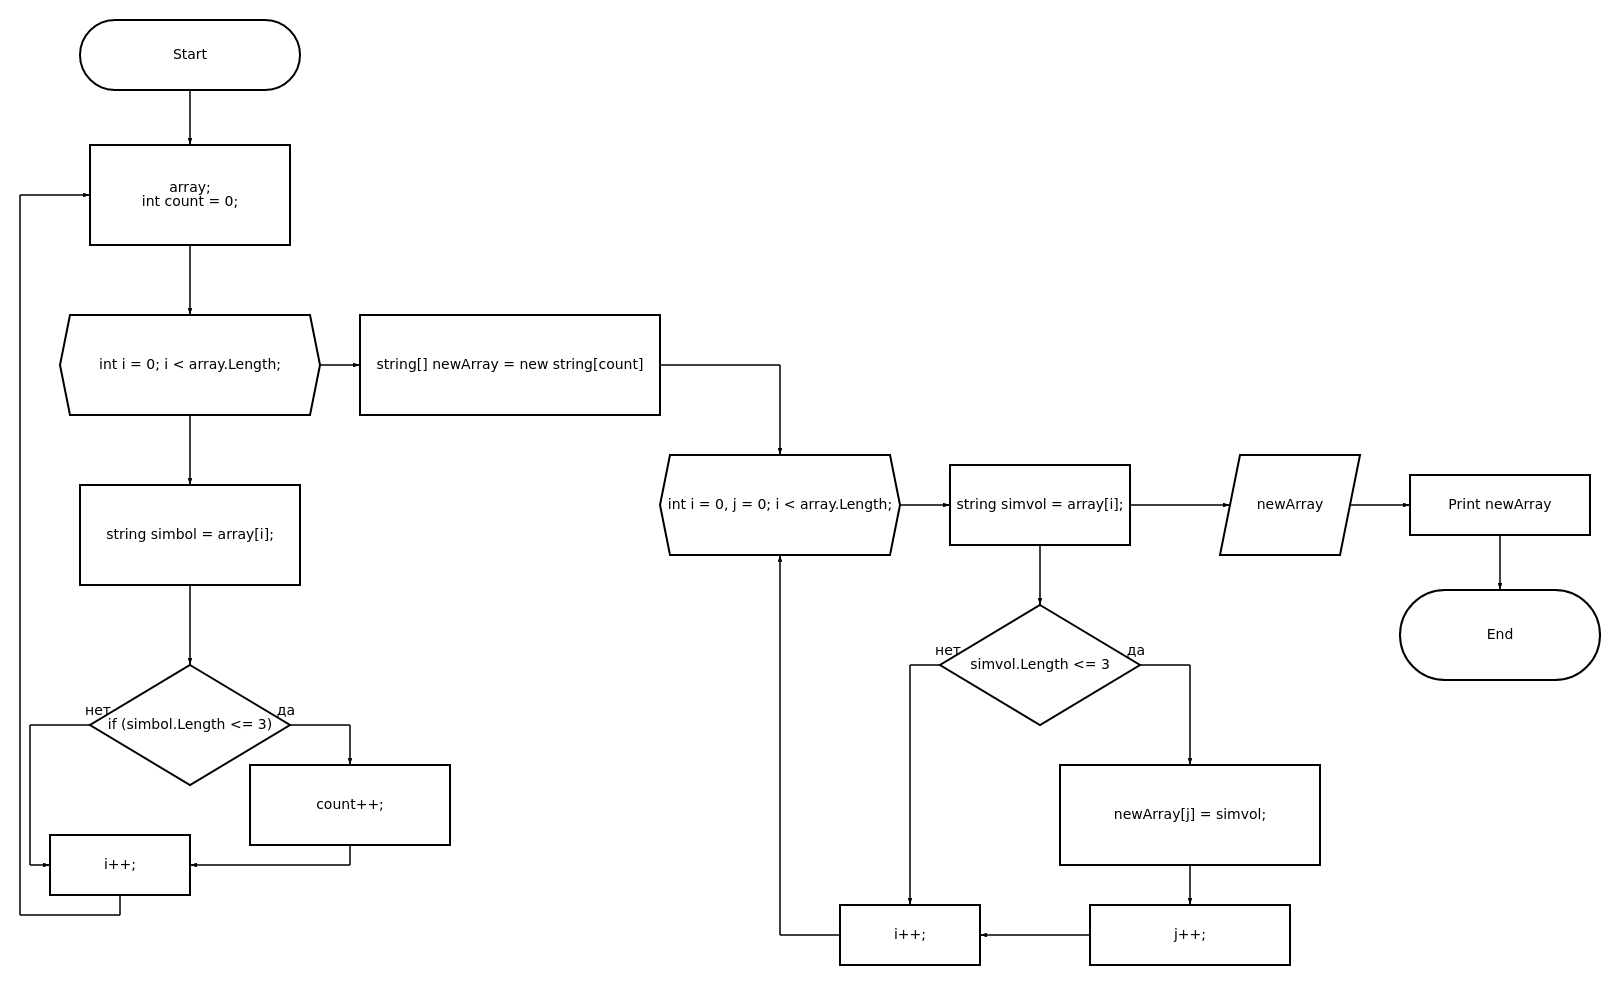 Start
array;
int count = 0;
int i = 0; i < array.Length;
string[] newArray = new string[count]
string simbol = array[i];
нет
да
if (simbol.Length <= 3)
count++;
i++;
int i = 0, j = 0; i < array.Length;
string simvol = array[i];
newArray
Print newArray
End
нет
да
simvol.Length <= 3
newArray[j] = simvol;
j++;
i++;